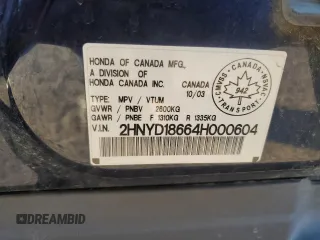 HONDA OF CANADA MFG.,
A DIVISION OF
HONDA CANADA INC.
CANADA
10/03
TYPE: MPV / VTUM
GVWR / PNBV 2600KG
GAWR / PNBE F 1310KG R 1335KG
V.I.N. 2HNYD18664H000604
CMVSS · CANADA · NSVAC
942
TRANSPORT
DREAMBID